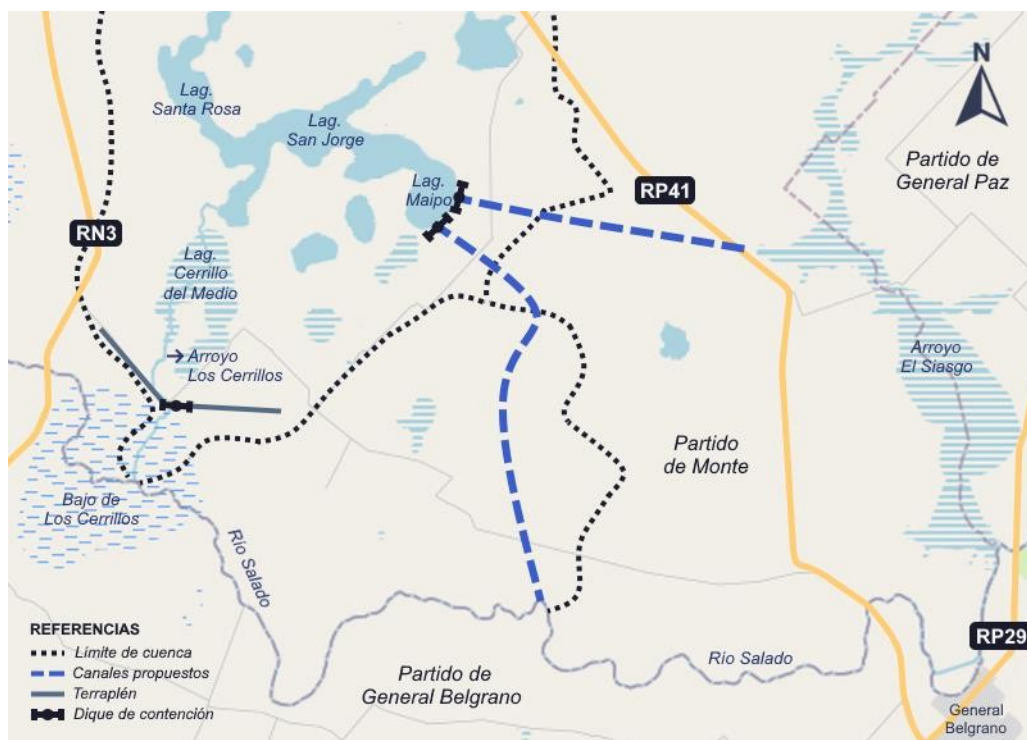 Lag.
Santa Rosa
Lag.
San Jorge
N
Partido de
General Paz
Lag.
Maipo
RP41
RN3
Lag.
Cerrillo
del Medio
Arroyo
Los Cerrillos
Arroyo
El Siasgo
Partido
de Monte
Bajo de
Los Cerrillos
Río Salado
REFERENCIAS
Límite de cuenca
Canales propuestos
Terraplén
Dique de contención
Partido de
General Belgrano
Río Salado
RP29
General
Belgrano